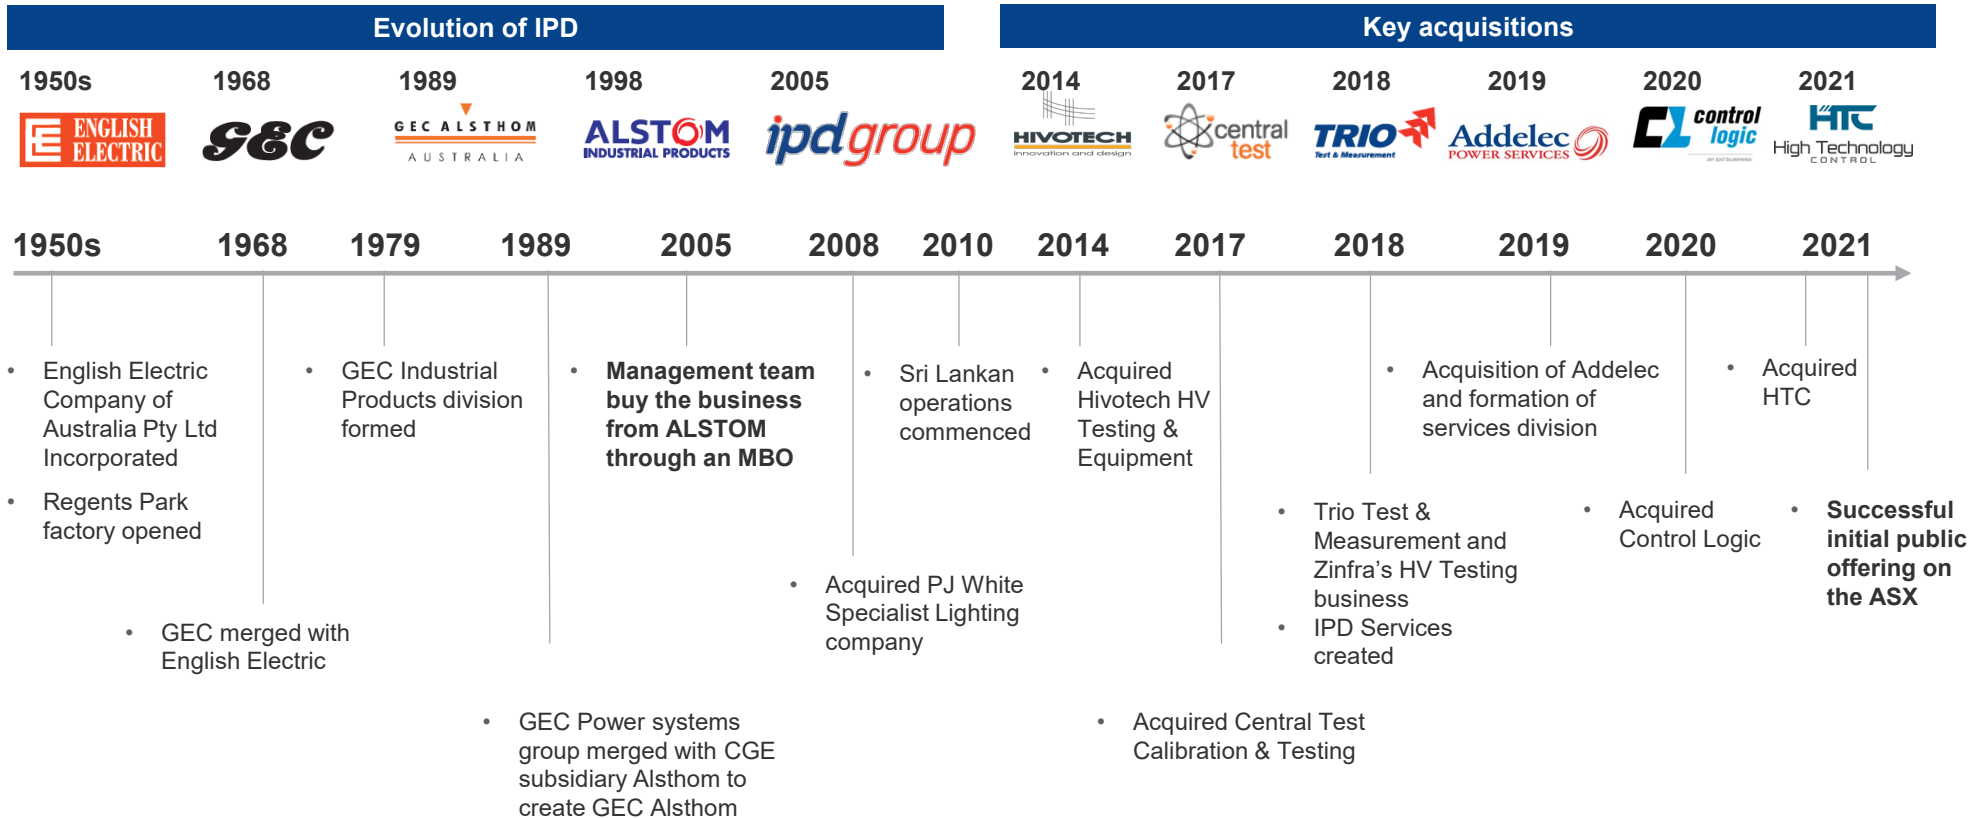 Evolution of IPD
Key acquisitions
1950s
1968
1989
1998
2005
2014
2017
2018
2019
2020
2021
ENGLISH
ELECTRIC
GEC
GEC ALSTHOM
AUSTRALIA
ALSTOM
INDUSTRIAL PRODUCTS
ipdgroup
HIVOTECH
innovation and design
central
test
TRIO
Test & Measurement
Addelec
POWER SERVICES
CL control
logic
an ipd business
HTC
High Technology
CONTROL
1950s
1968
1979
1989
2005
2008
2010
2014
2017
2018
2019
2020
2021
• English Electric
Company of
Australia Pty Ltd
Incorporated
• Regents Park
factory opened
• GEC merged with
English Electric
• GEC Industrial
Products division
formed
• GEC Power systems
group merged with CGE
subsidiary Alsthom to
create GEC Alsthom
• Management team
buy the business
from ALSTOM
through an MBO
• Acquired PJ White
Specialist Lighting
company
• Sri Lankan
operations
commenced
• Acquired
Hivotech HV
Testing &
Equipment
• Acquired Central Test
Calibration & Testing
• Trio Test &
Measurement and
Zinfra’s HV Testing
business
• IPD Services
created
• Acquisition of Addelec
and formation of
services division
• Acquired
Control Logic
• Acquired
HTC
• Successful
initial public
offering on
the ASX